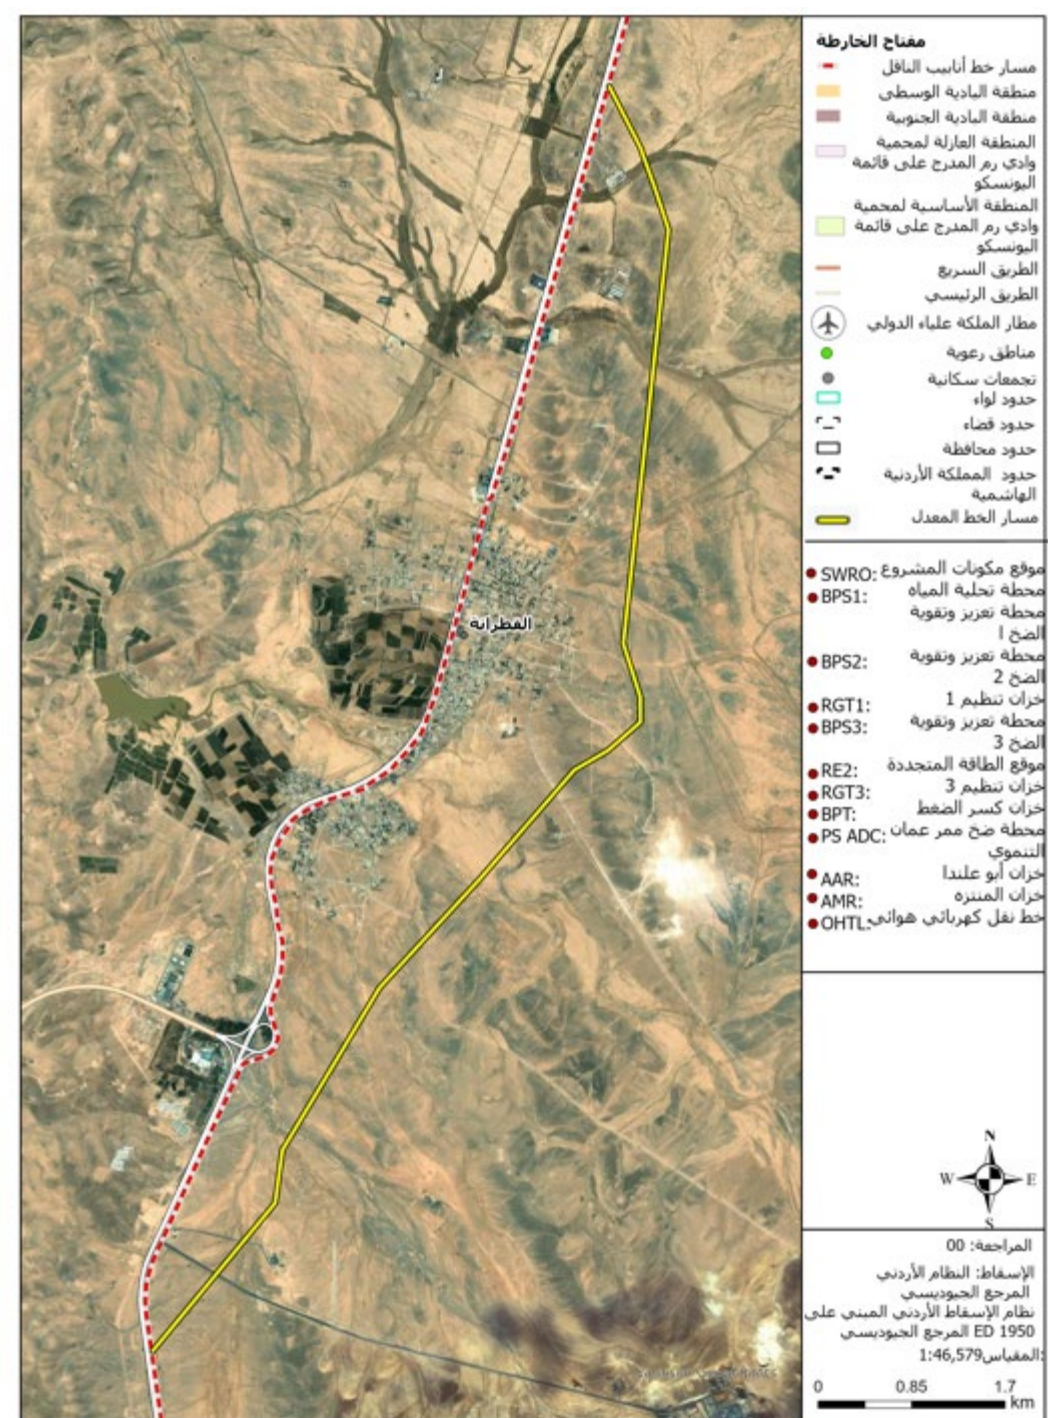 القطرانة
مفتاح الخارطة
مسار خط أنابيب الناقل
منطقة البادية الوسطى
منطقة البادية الجنوبية
المنطقة العازلة لمحمية
وادي رم المدرج على قائمة
اليونسكو
المنطقة الأساسية لمحمية
وادي رم المدرج على قائمة
اليونسكو
الطريق السريع
الطريق الرئيسي
مطار الملكة علياء الدولي
مناطق رعوية
تجمعات سكانية
حدود لواء
حدود قضاء
حدود محافظة
حدود المملكة الأردنية
الهاشمية
مسار الخط المعدل
موقع مكونات المشروع
SWRO: محطة تحلية المياه
BPS1: محطة تعزيز وتقوية
الضخ ا
BPS2: محطة تعزيز وتقوية
الضخ 2
RGT1: خزان تنظيم 1
BPS3: محطة تعزيز وتقوية
الضخ 3
RE2: موقع الطاقة المتجددة
RGT3: خزان تنظيم 3
BPT: خزان كسر الضغط
PS ADC: محطة ضخ ممر عمان
التنموي
AAR: خزان أبو علندا
AMR: خزان المنتزه
OHTL: خط نقل كهربائي هوائي
N
W E
S
المراجعة: 00
الإسقاط: النظام الأردني
المرجع الجيوديسي
نظام الإسقاط الأردني المبني على
ED 1950 المرجع الجيوديسي
المقياس:1:46,579
0 0.85 1.7
km